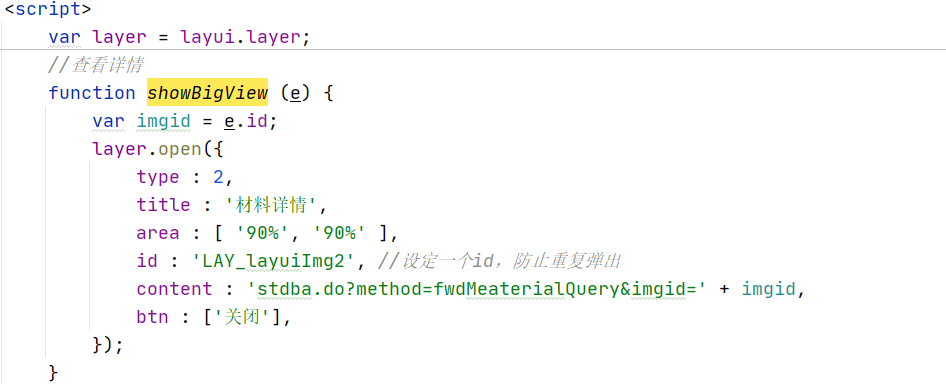 <script>
var layer = layui.layer;
//查看详情
function showBigView (e) {
var imgid = e.id;
layer.open({
type : 2,
title : '材料详情',
area : [ '90%', '90%' ],
id : 'LAY_layuiImg2', //设定一个id，防止重复弹出
content : 'stdba.do?method=fwdMeaterialQuery&imgid=' + imgid,
btn : ['关闭'],
});
}